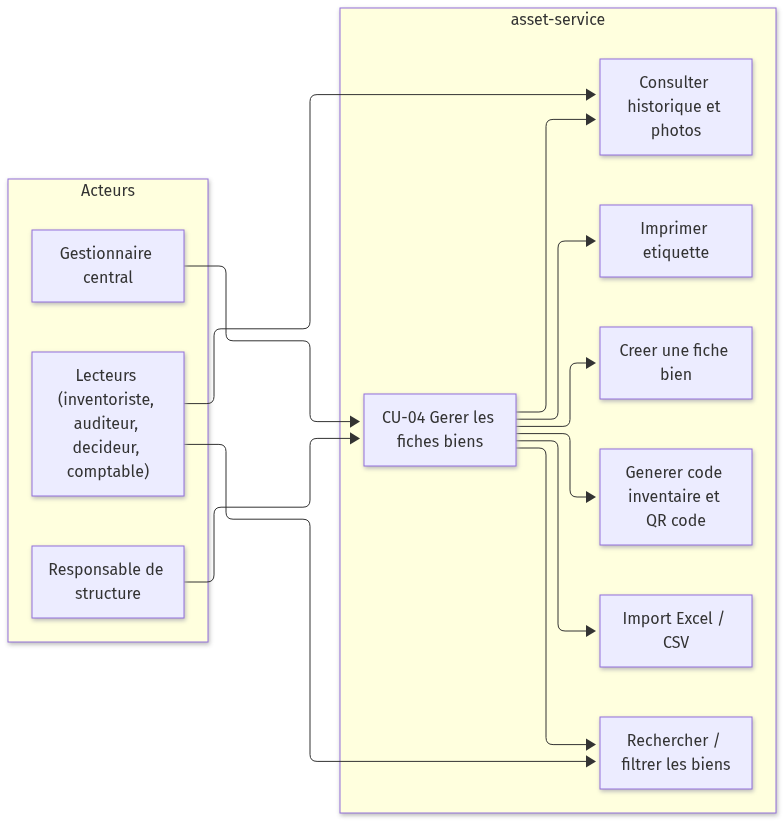 asset-service
Consulter
historique et
photos
Acteurs
Gestionnaire
central
Imprimer
etiquette
Lecteurs
(inventoriste,
auditeur,
decideur,
comptable)
Creer une fiche
bien
CU-04 Gerer les
fiches biens
Generer code
inventaire et
QR code
Responsable de
structure
Import Excel /
CSV
Rechercher /
filtrer les biens